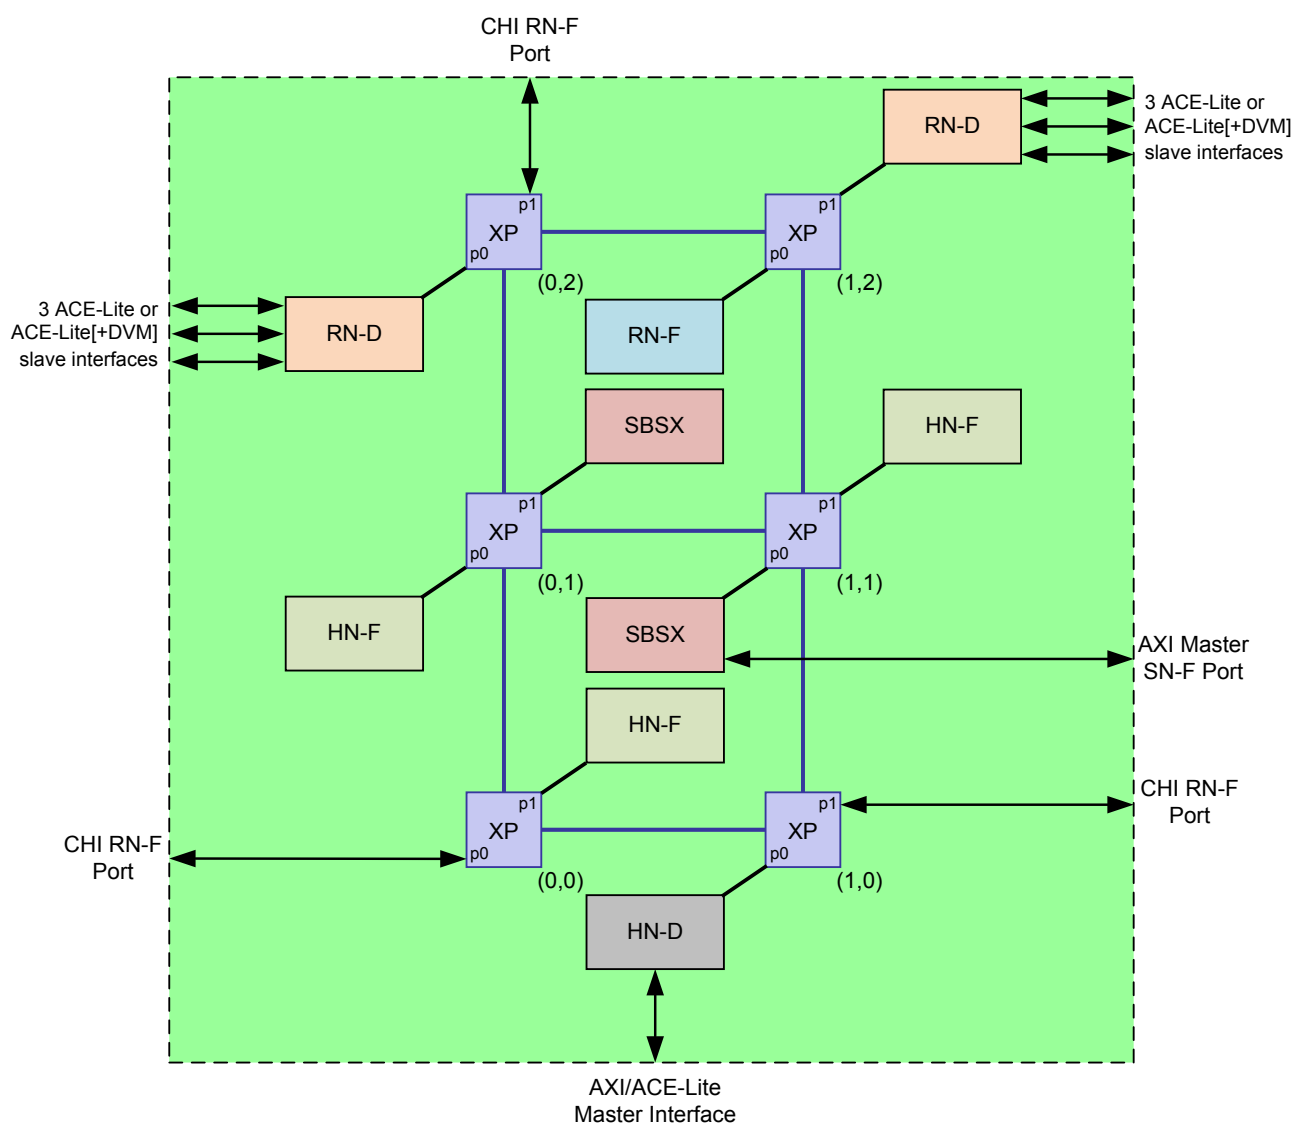 CHI RN-F
Port
RN-D
3 ACE-Lite or
ACE-Lite[+DVM]
slave interfaces
p1
XP
p0
(0,2)
p1
XP
p0
(1,2)
3 ACE-Lite or
ACE-Lite[+DVM]
slave interfaces
RN-D
RN-F
SBSX
HN-F
p1
XP
p0
(0,1)
p1
XP
p0
(1,1)
HN-F
SBSX
AXI Master
SN-F Port
HN-F
CHI RN-F
Port
p1
XP
p0
(0,0)
p1
XP
p0
(1,0)
CHI RN-F
Port
HN-D
AXI/ACE-Lite
Master Interface